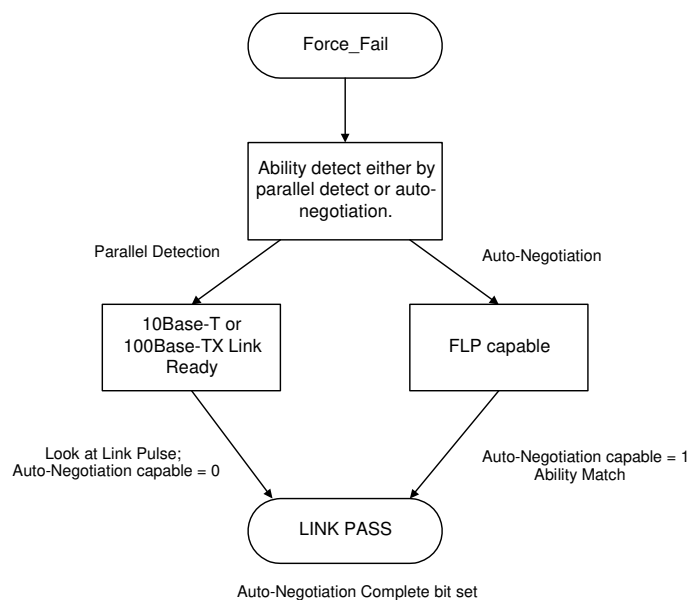 Force_Fail
Ability detect either by
parallel detect or auto-
negotiation.
Parallel Detection
Auto-Negotiation
10Base-T or
100Base-TX Link
Ready
FLP capable
Look at Link Pulse;
Auto-Negotiation capable = 0
Auto-Negotiation capable = 1
Ability Match
LINK PASS
Auto-Negotiation Complete bit set